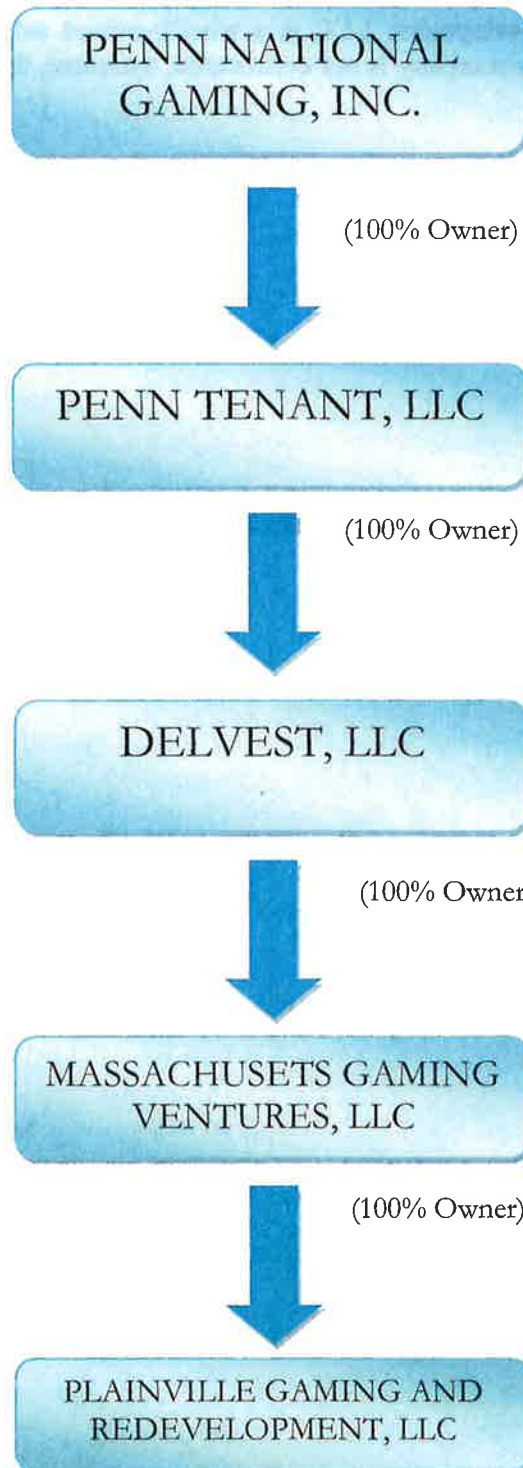 PENN NATIONAL
GAMING, INC.
(100% Owner)
PENN TENANT, LLC
(100% Owner)
DELVEST, LLC
(100% Owner
MASSACHUSETS GAMING
VENTURES, LLC
(100% Owner)
PLAINVILLE GAMING AND
REDEVELOPMENT, LLC